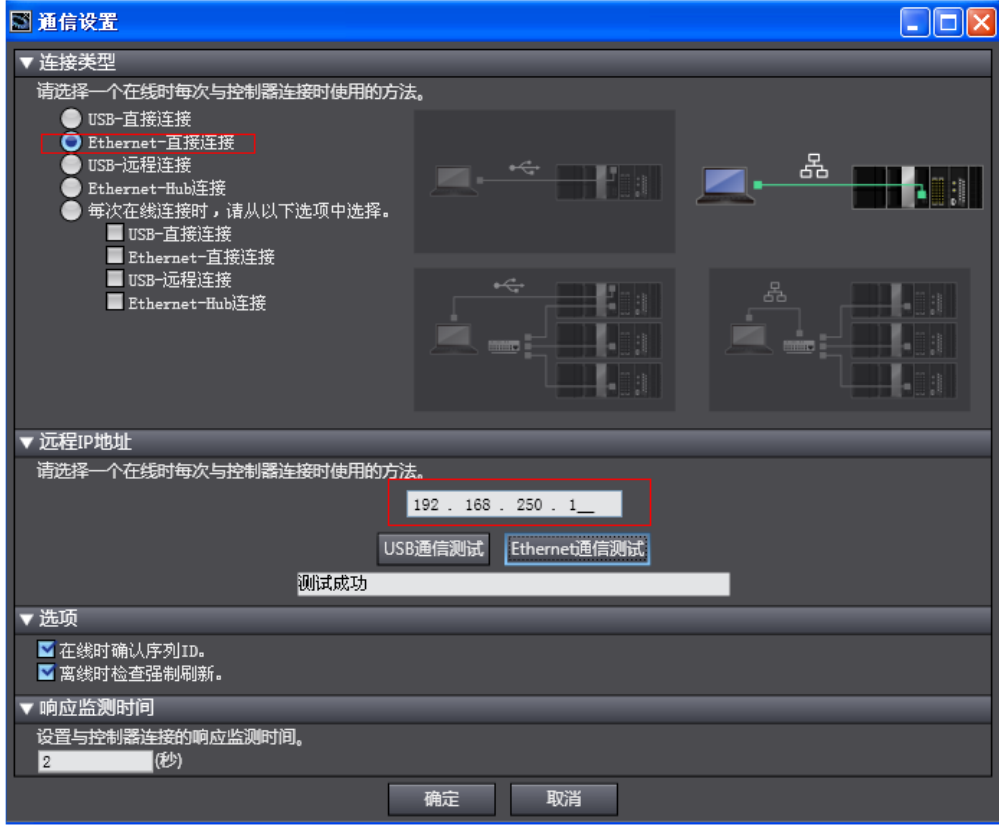 通信设置
▼连接类型
请选择一个在线时每次与控制器连接时使用的方法。
USB-直接连接
Ethernet-直接连接
USB-远程连接
Ethernet-Hub连接
每次在线连接时，请从以下选项中选择。
USB-直接连接
Ethernet-直接连接
USB-远程连接
Ethernet-Hub连接
▼远程IP地址
请选择一个在线时每次与控制器连接时使用的方法。
192 . 168 . 250 . 1__
USB通信测试 Ethernet通信测试
测试成功
▼选项
在线时确认序列ID。
离线时检查强制刷新。
▼响应监测时间
设置与控制器连接的响应监测时间。
2 (秒)
确定 取消